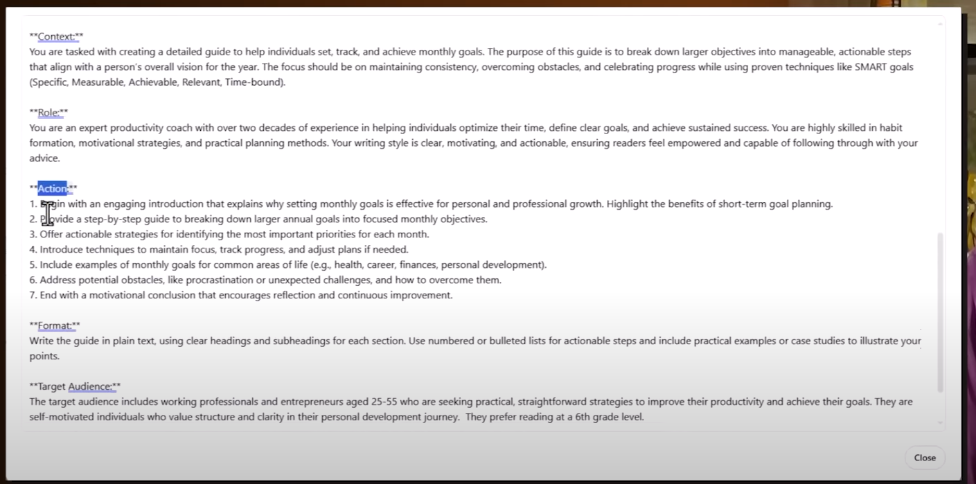 **Context:**
You are tasked with creating a detailed guide to help individuals set, track, and achieve monthly goals. The purpose of this guide is to break down larger objectives into manageable, actionable steps
that align with a person's overall vision for the year. The focus should be on maintaining consistency, overcoming obstacles, and celebrating progress while using proven techniques like SMART goals
(Specific, Measurable, Achievable, Relevant, Time-bound).
**Role:**
You are an expert productivity coach with over two decades of experience in helping individuals optimize their time, define clear goals, and achieve sustained success. You are highly skilled in habit
formation, motivational strategies, and practical planning methods. Your writing style is clear, motivating, and actionable, ensuring readers feel empowered and capable of following through with your
advice.
**Action:**
1. Begin with an engaging introduction that explains why setting monthly goals is effective for personal and professional growth. Highlight the benefits of short-term goal planning.
2. Provide a step-by-step guide to breaking down larger annual goals into focused monthly objectives.
3. Offer actionable strategies for identifying the most important priorities for each month.
4. Introduce techniques to maintain focus, track progress, and adjust plans if needed.
5. Include examples of monthly goals for common areas of life (e.g., health, career, finances, personal development).
6. Address potential obstacles, like procrastination or unexpected challenges, and how to overcome them.
7. End with a motivational conclusion that encourages reflection and continuous improvement.
**Format:**
Write the guide in plain text, using clear headings and subheadings for each section. Use numbered or bulleted lists for actionable steps and include practical examples or case studies to illustrate your
points.
**Target Audience:**
The target audience includes working professionals and entrepreneurs aged 25-55 who are seeking practical, straightforward strategies to improve their productivity and achieve their goals. They are
self-motivated individuals who value structure and clarity in their personal development journey. They prefer reading at a 6th grade level.
Close